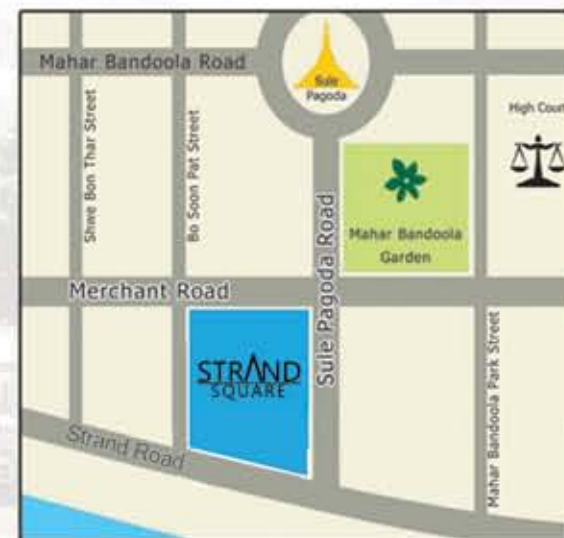 Mahar Bandoola Road
Sule
Pagoda
High Court
Shwe Bon Thar Street
Bo Soon Pat Street
Sule Pagoda Road
Mahar Bandoola
Garden
Merchant Road
STRAND
SQUARE
Mahar Bandoola Park Street
Strand Road